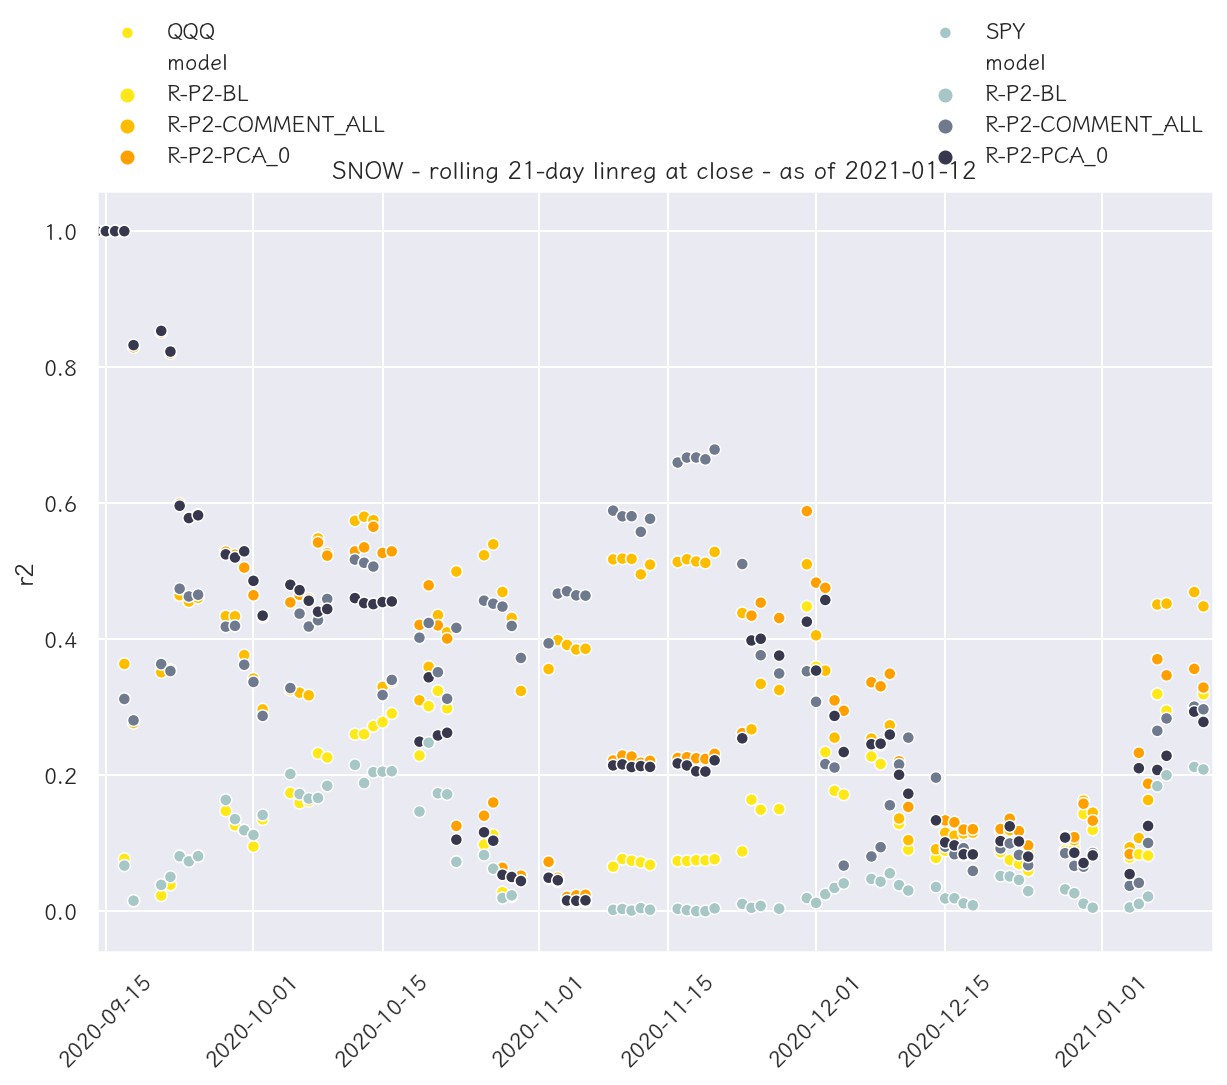 QQQ
model
R-P2-BL
R-P2-COMMENT_ALL
R-P2-PCA_0
SPY
model
R-P2-BL
R-P2-COMMENT_ALL
R-P2-PCA_0
SNOW - rolling 21-day linreg at close - as of 2021-01-12
1.0
0.8
0.6
0.4
0.2
0.0
r2
2020-09-15
2020-10-01
2020-10-15
2020-11-01
2020-11-15
2020-12-01
2020-12-15
2021-01-01